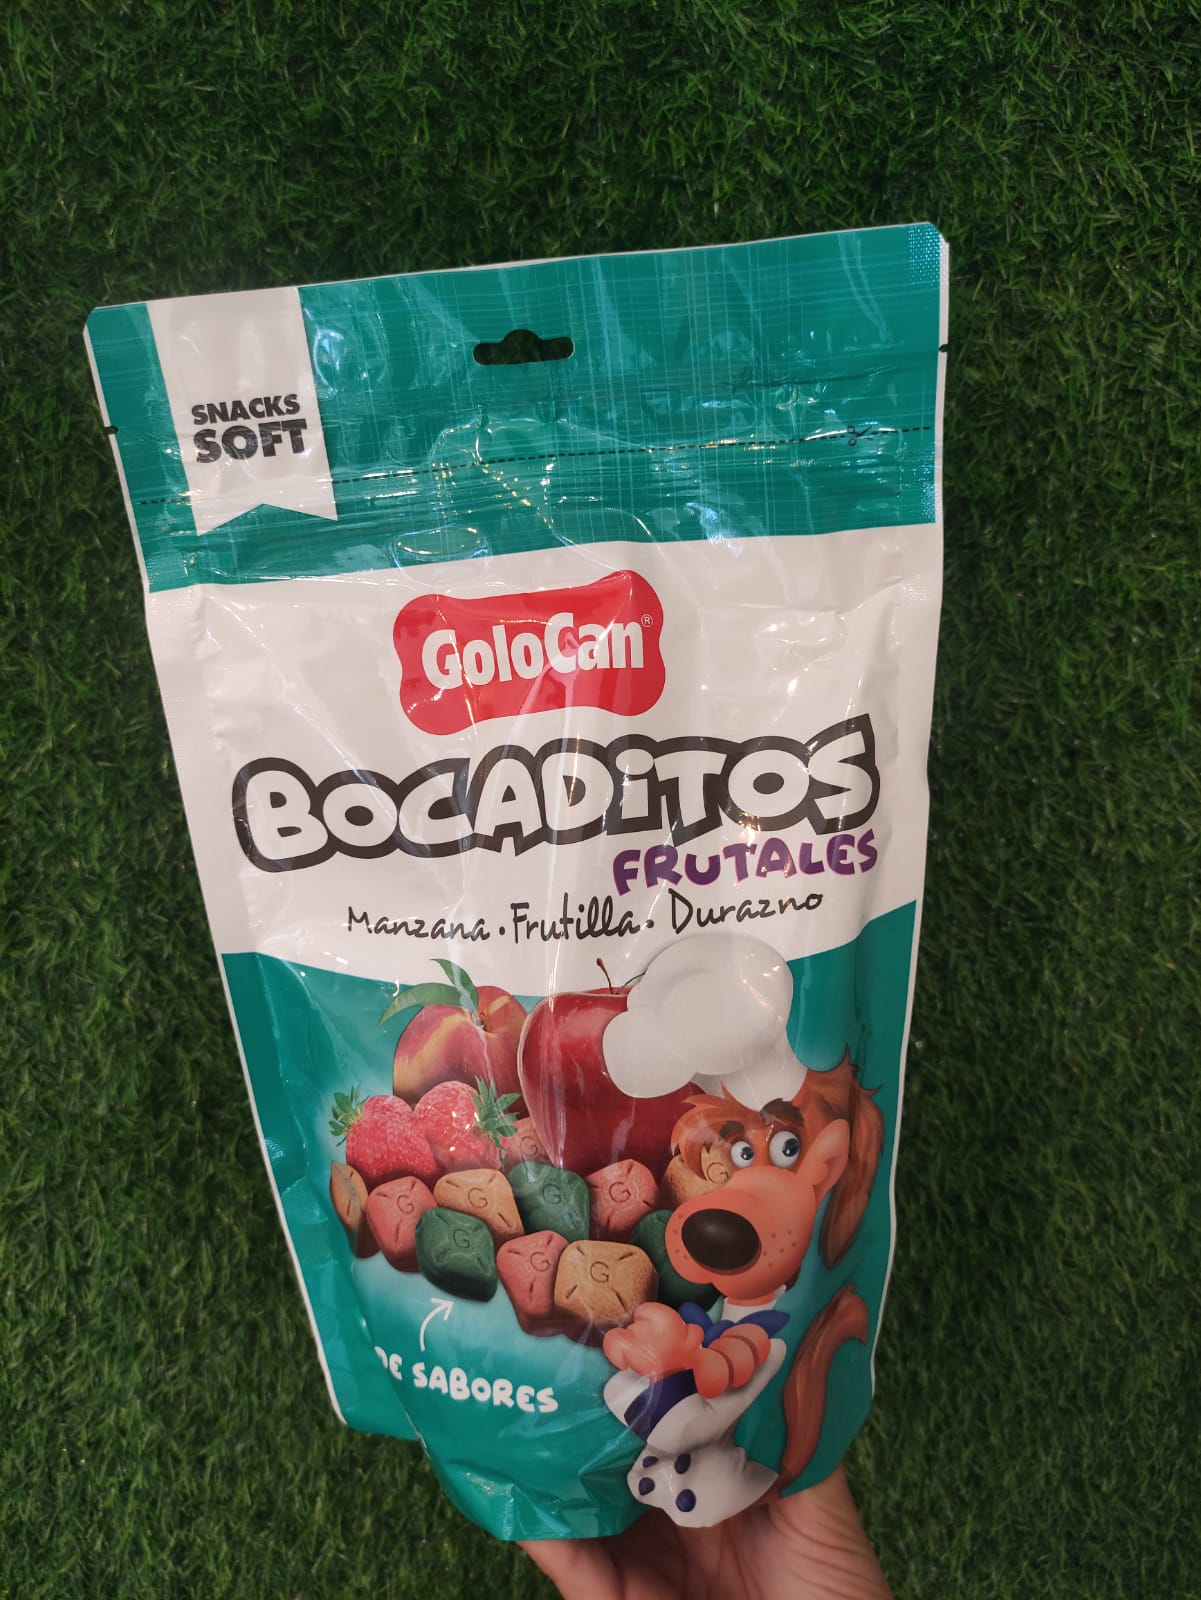 SNACKS
SOFT
GoloCan®
BOCADiTOS
FRUTALES
Manzana • Frutilla • Durazno
G G G G G
G G G
DE SABORES